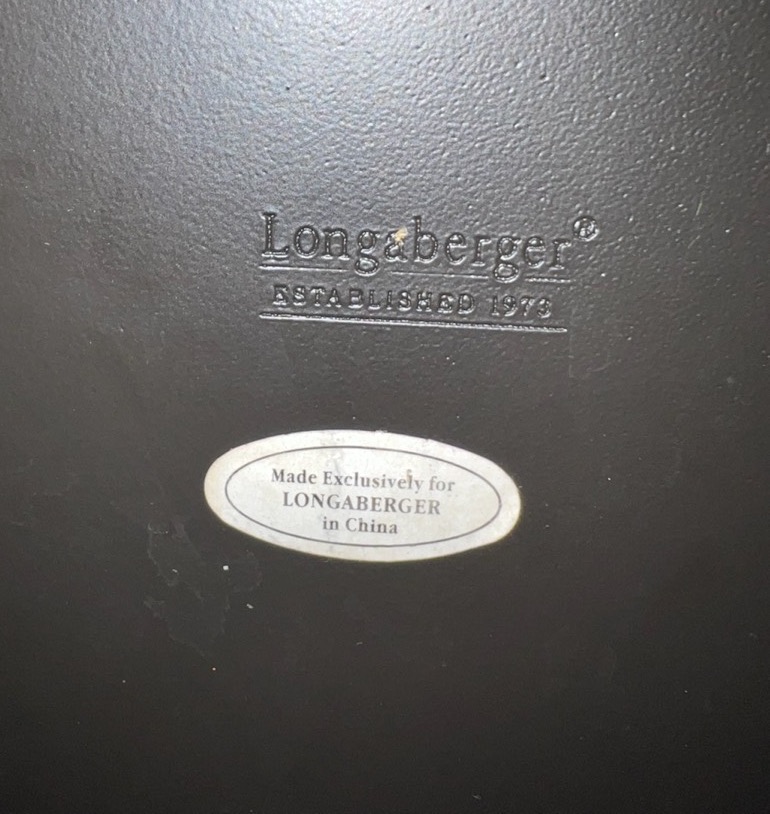 Longaberger®
ESTABLISHED 1973
Made Exclusively for
LONGABERGER
in China